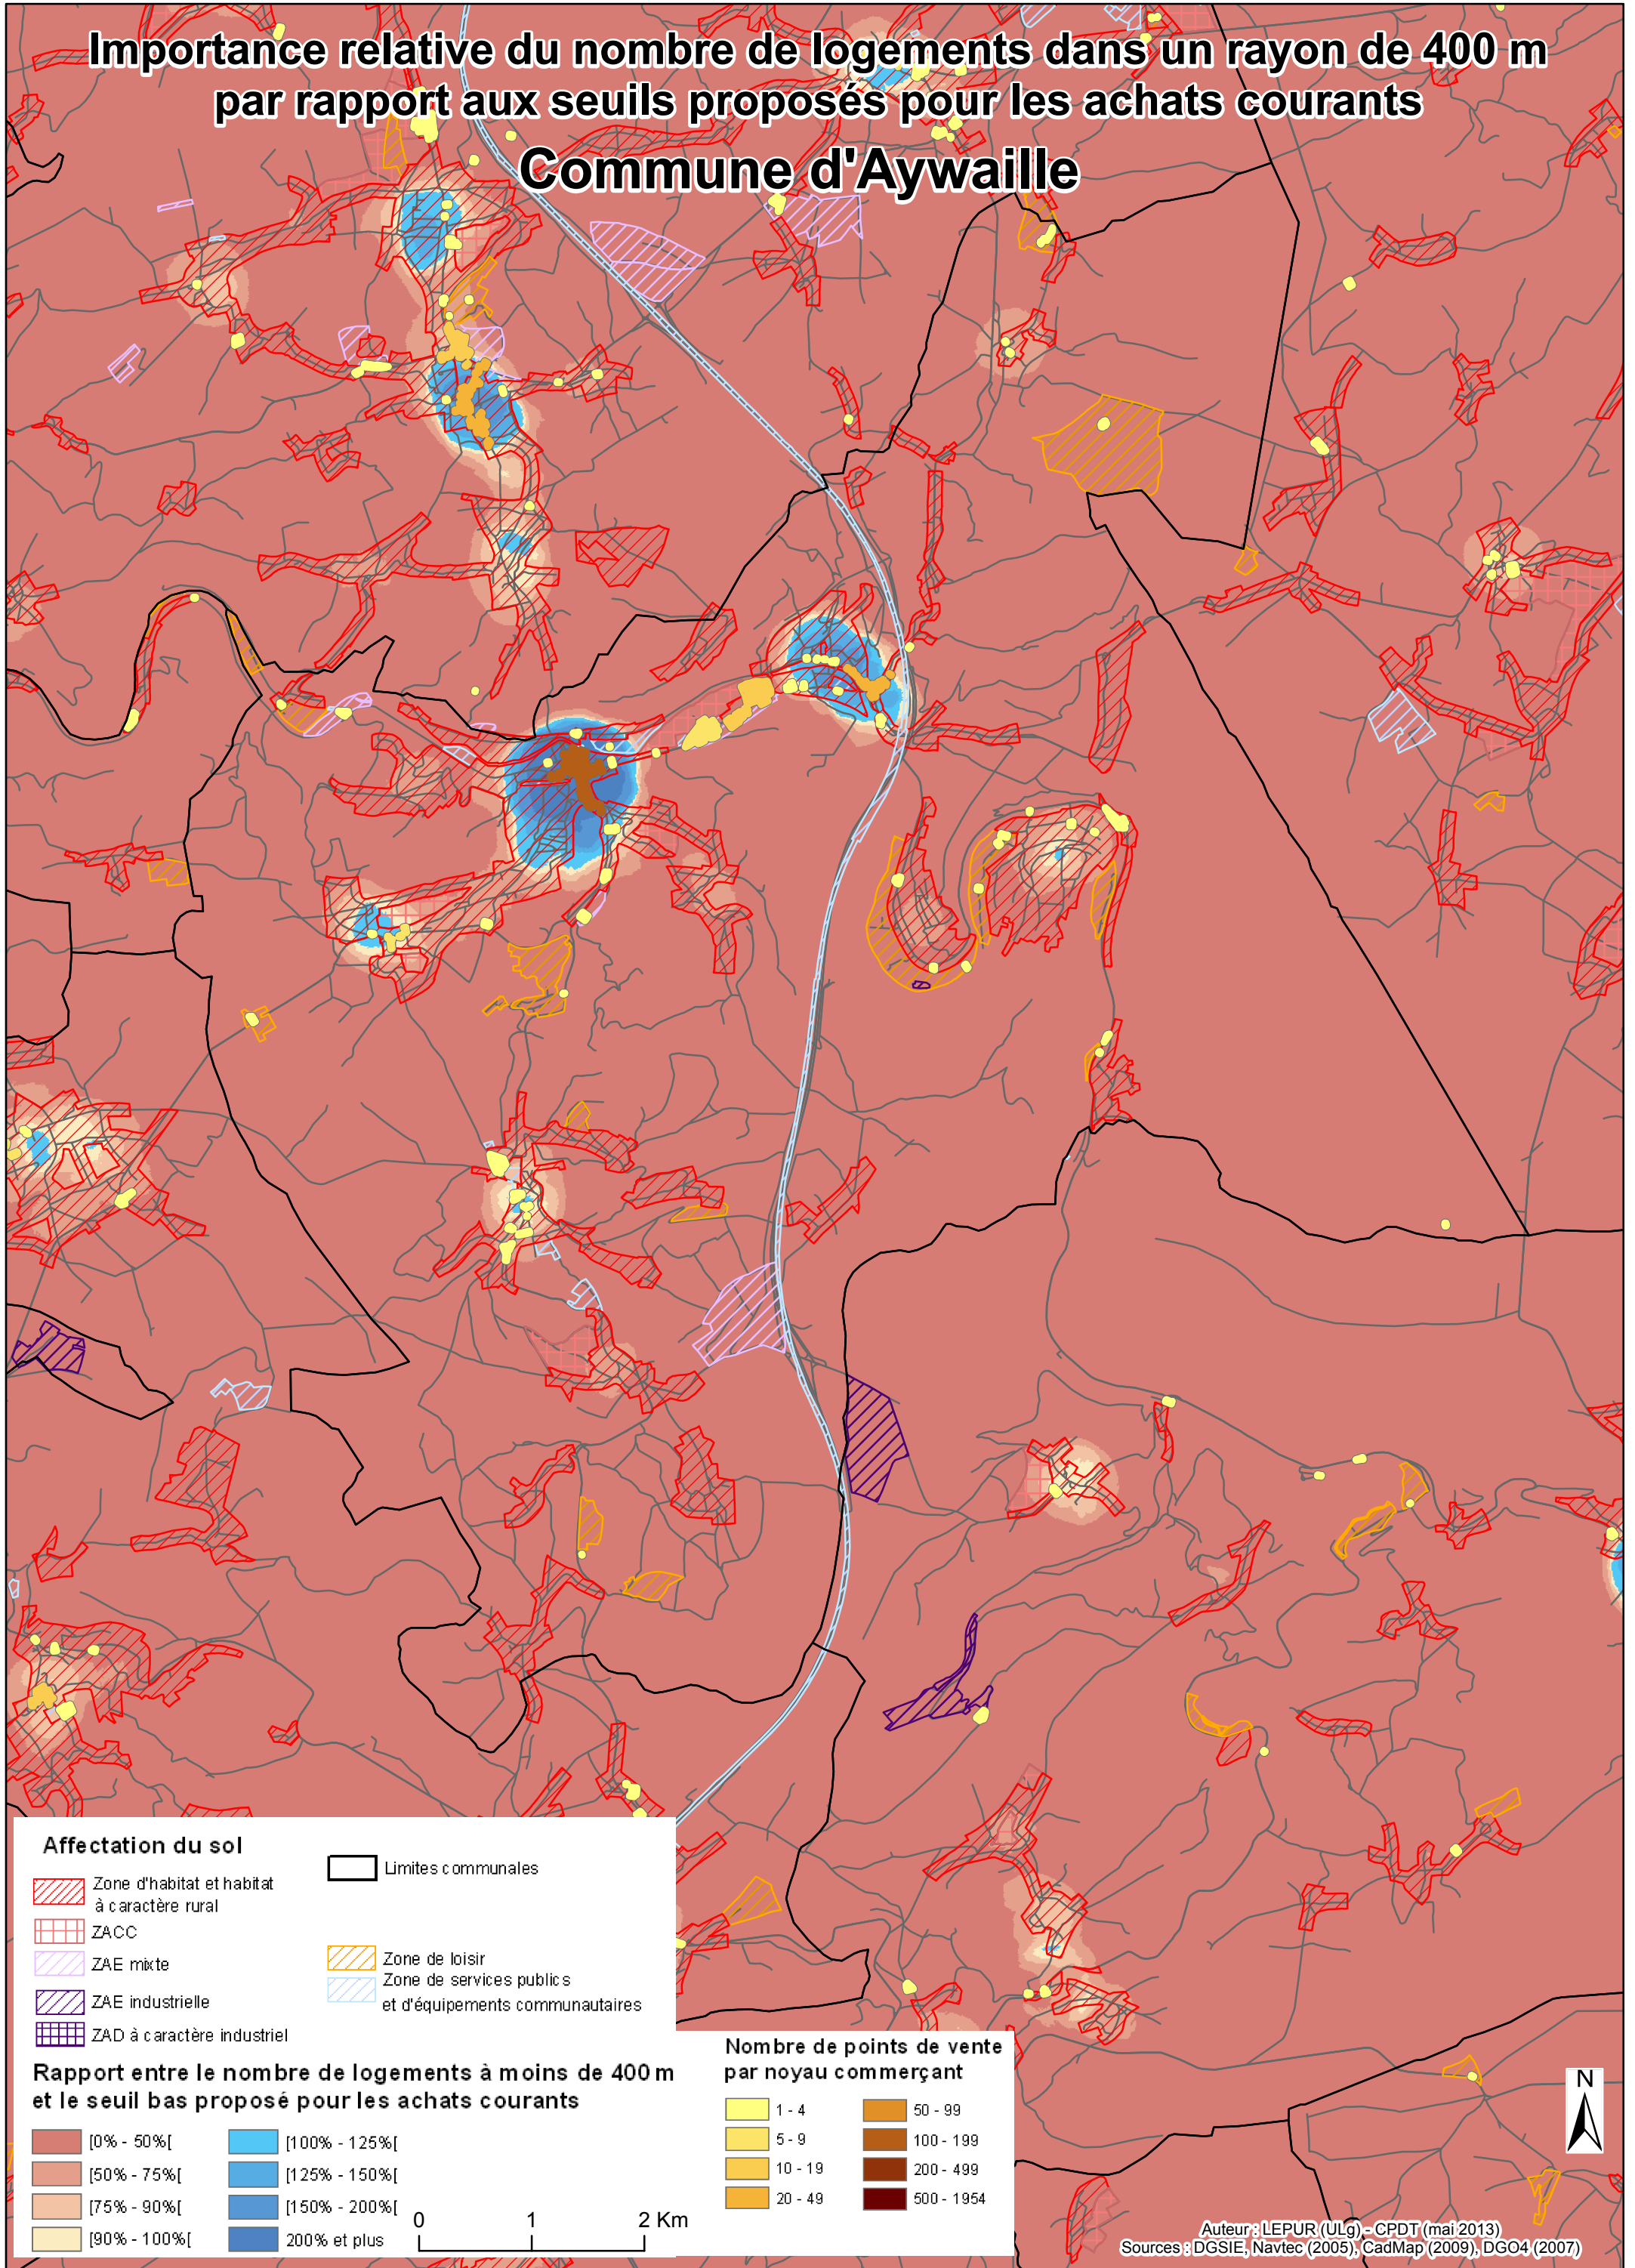 Importance relative du nombre de logements dans un rayon de 400 m
par rapport aux seuils proposés pour les achats courants
Commune d'Aywaille
Affectation du sol
Zone d'habitat et habitat
à caractère rural
ZACC
ZAE mixte
ZAE industrielle
ZAD à caractère industriel
Limites communales
Zone de loisir
Zone de services publics
et d'équipements communautaires
Rapport entre le nombre de logements à moins de 400 m
et le seuil bas proposé pour les achats courants
[0% - 50%[
[50% - 75%[
[75% - 90%[
[90% - 100%[
[100% - 125%[
[125% - 150%[
[150% - 200%[
200% et plus
0 1 2 Km
Nombre de points de vente
par noyau commerçant
1 - 4
5 - 9
10 - 19
20 - 49
50 - 99
100 - 199
200 - 499
500 - 1954
N
Auteur : LEPUR (ULg) - CPDT (mai 2013)
Sources : DGSIE, Navtec (2005), CadMap (2009), DGO4 (2007)